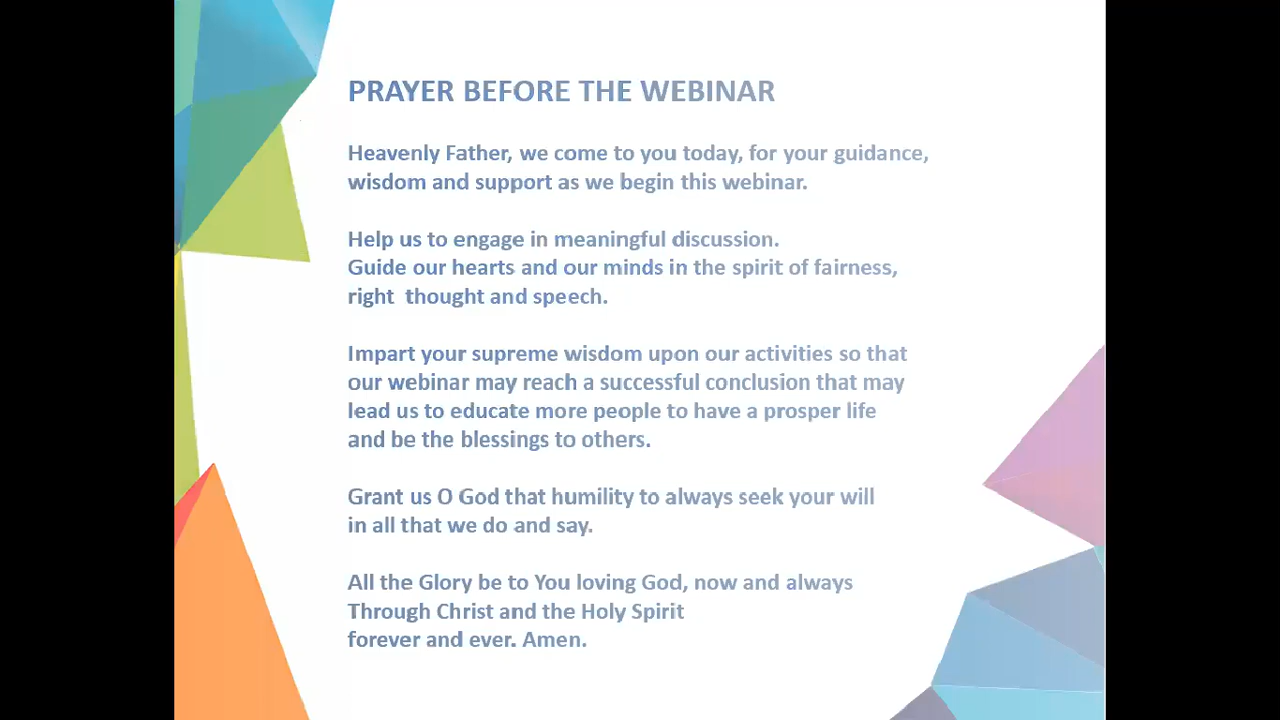 PRAYER BEFORE THE WEBINAR
Heavenly Father, we come to you today, for your guidance,
wisdom and support as we begin this webinar.
Help us to engage in meaningful discussion.
Guide our hearts and our minds in the spirit of fairness,
right thought and speech.
Impart your supreme wisdom upon our activities so that
our webinar may reach a successful conclusion that may
lead us to educate more people to have a prosper life
and be the blessings to others.
Grant us O God that humility to always seek your will
in all that we do and say.
All the Glory be to You loving God, now and always
Through Christ and the Holy Spirit
forever and ever. Amen.